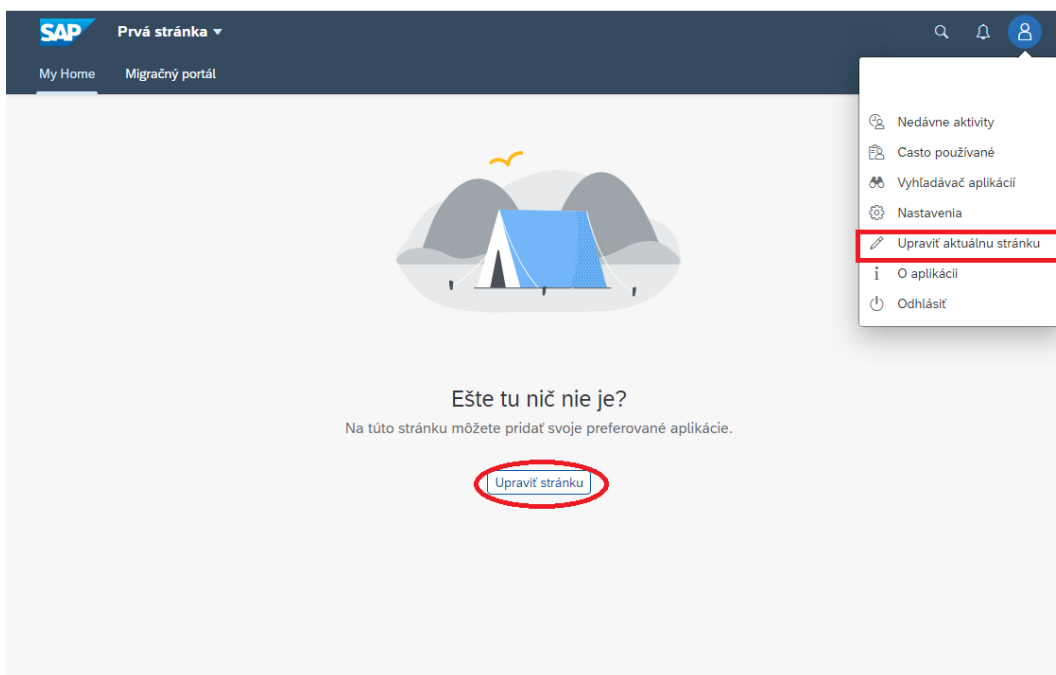 SAP Prvá stránka
My Home Migračný portál
Nedávne aktivity
Casto používané
Vyhľadávač aplikácií
Nastavenia
Upraviť aktuálnu stránku
O aplikácii
Odhlásiť
Ešte tu nič nie je?
Na túto stránku môžete pridať svoje preferované aplikácie.
Upraviť stránku